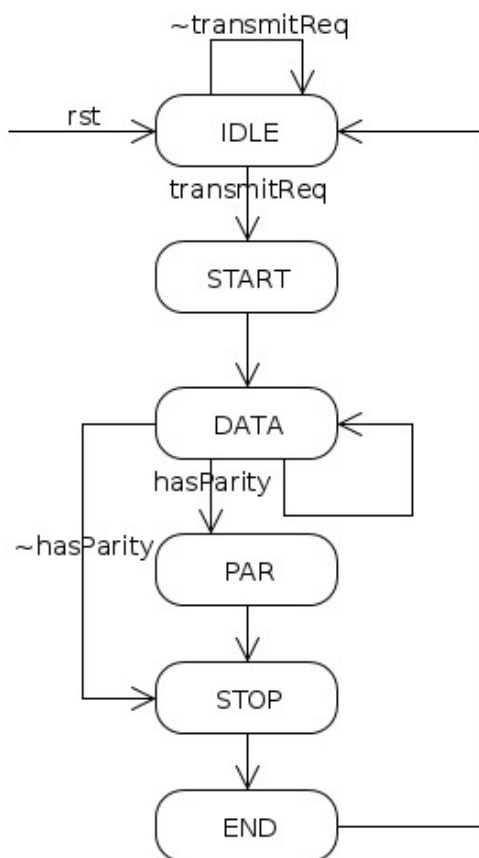 ~transmitReq
rst
IDLE
transmitReq
START
DATA
hasParity
~hasParity
PAR
STOP
END